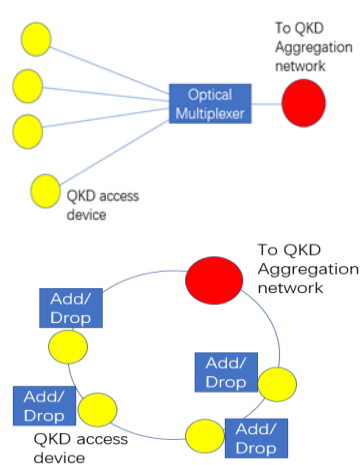 To QKD
Aggregation
network
Optical
Multiplexer
QKD access
device
To QKD
Aggregation
network
Add/
Drop
Add/
Drop
Add/
Drop
Add/
Drop
QKD access
device